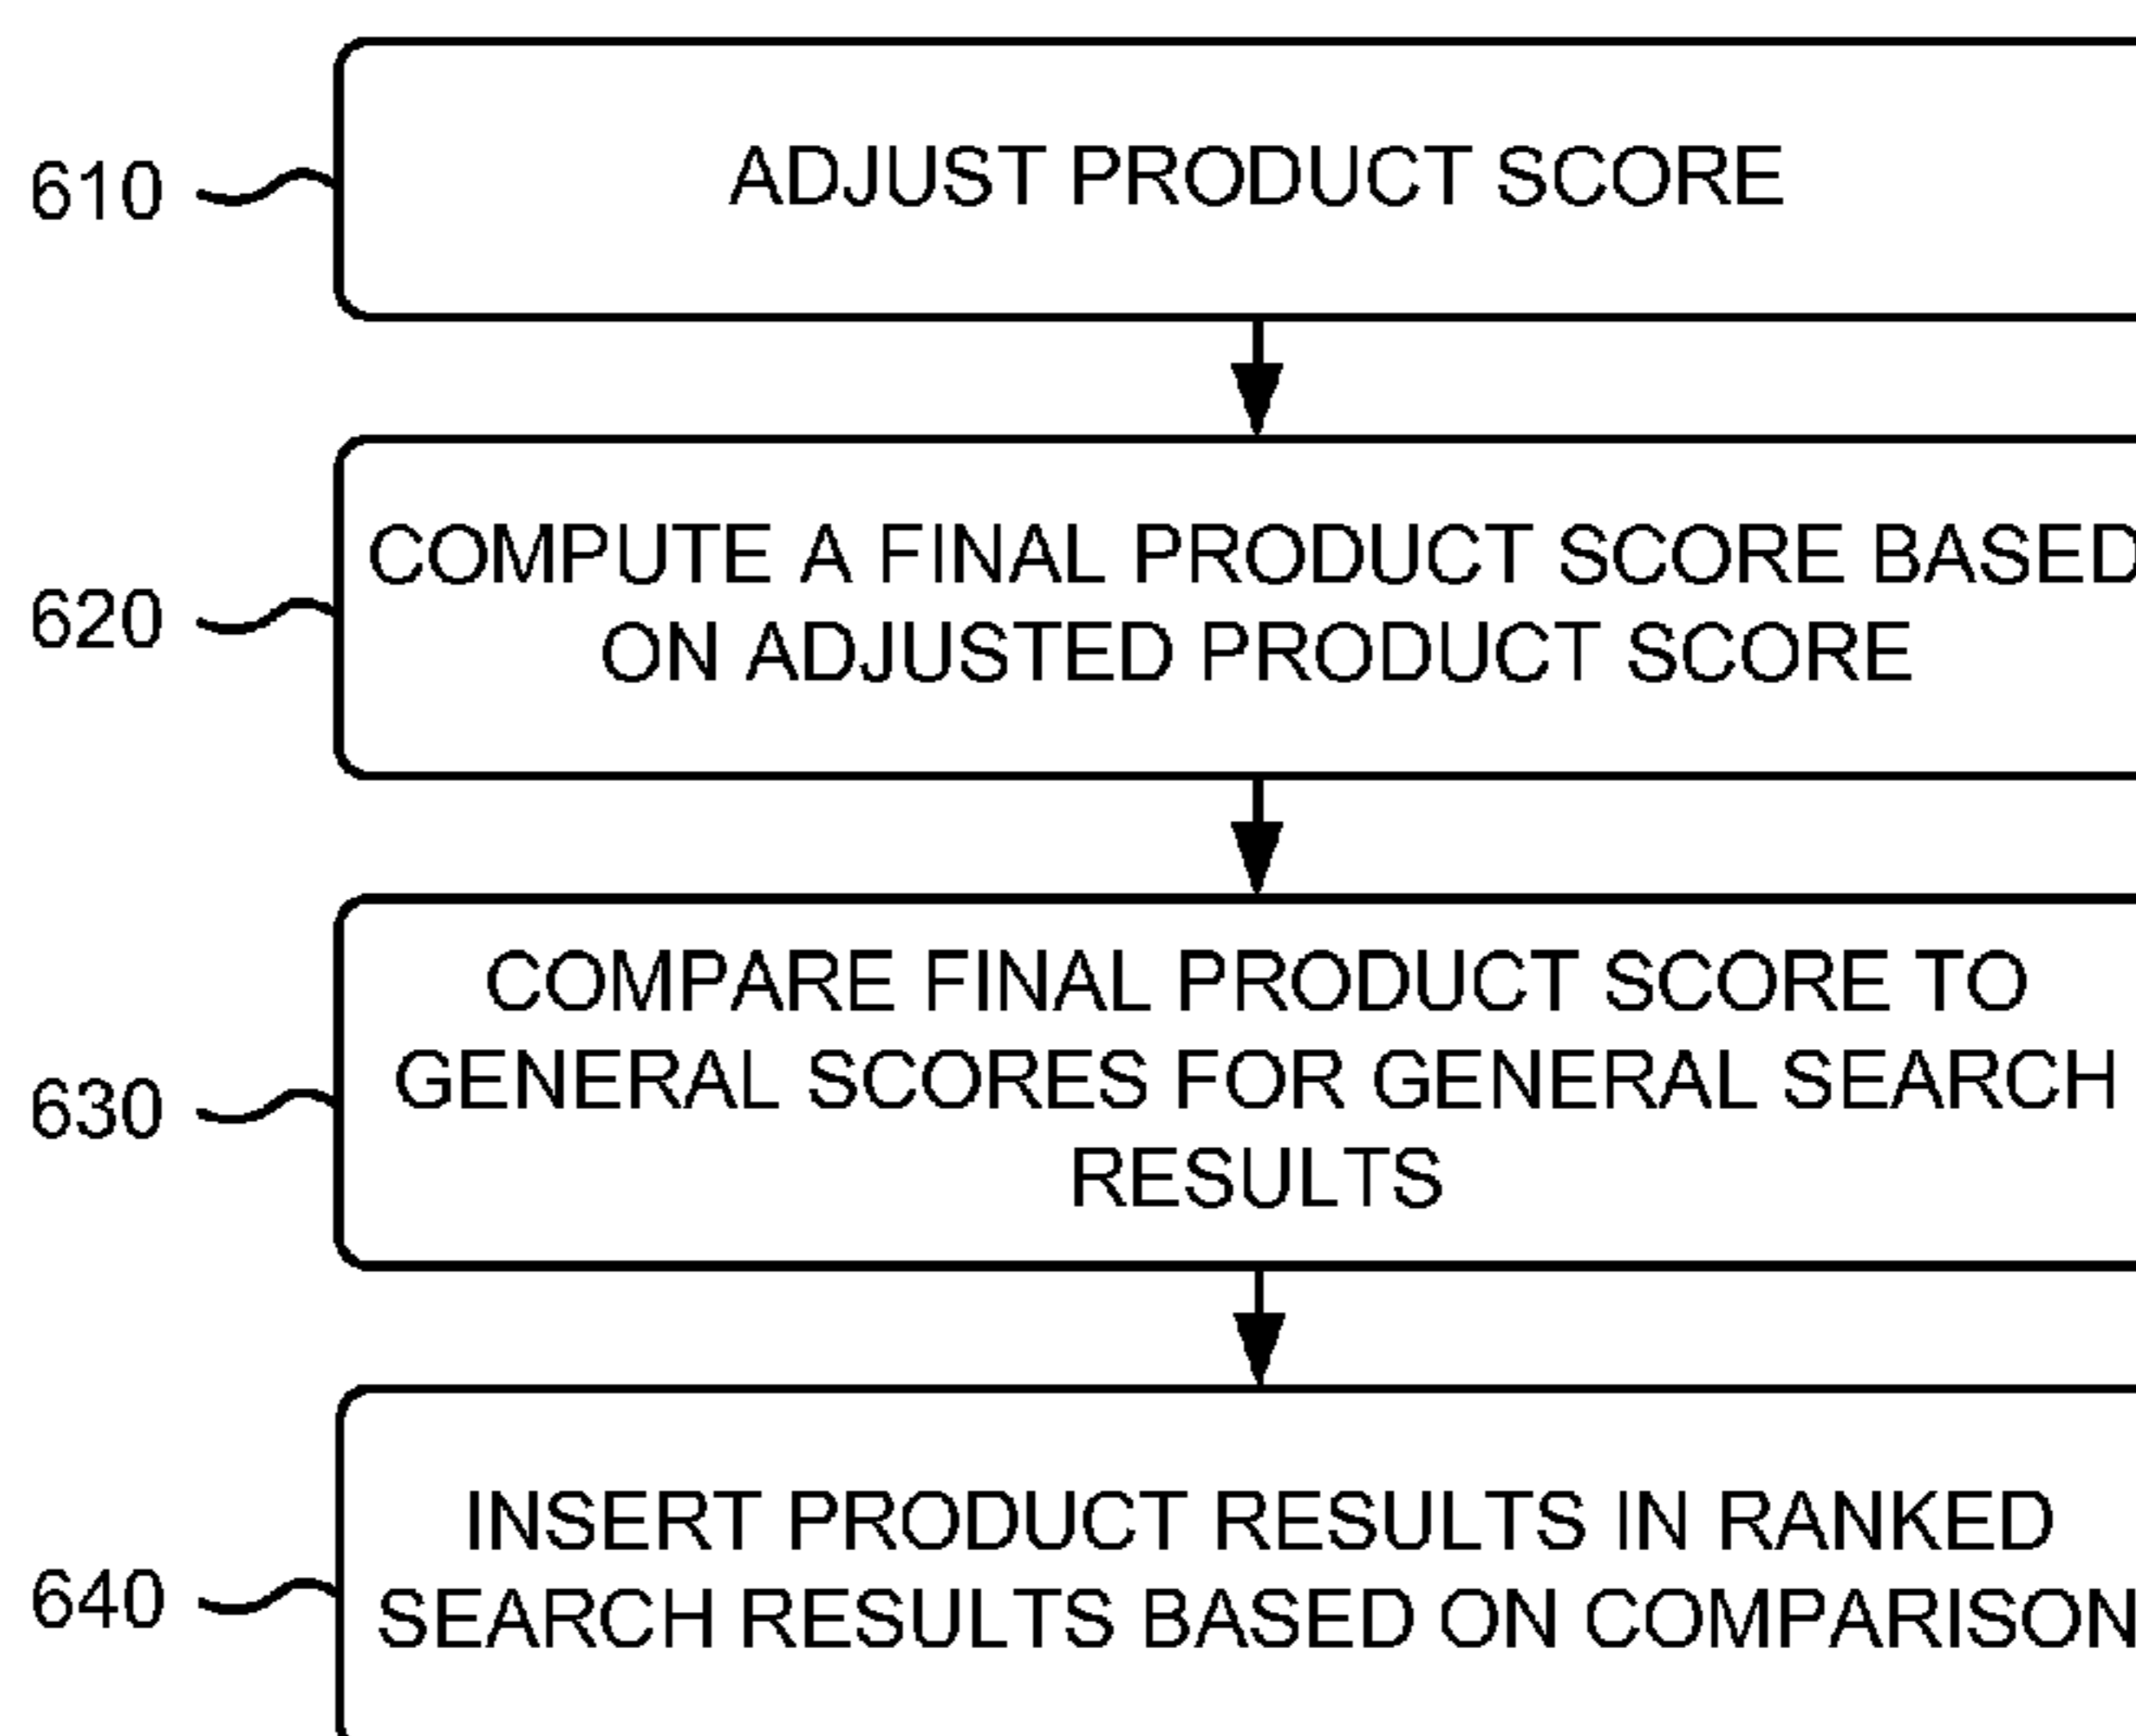 610
ADJUST PRODUCT SCORE
620
COMPUTE A FINAL PRODUCT SCORE BASED
ON ADJUSTED PRODUCT SCORE
630
COMPARE FINAL PRODUCT SCORE TO
GENERAL SCORES FOR GENERAL SEARCH
RESULTS
640
INSERT PRODUCT RESULTS IN RANKED
SEARCH RESULTS BASED ON COMPARISON